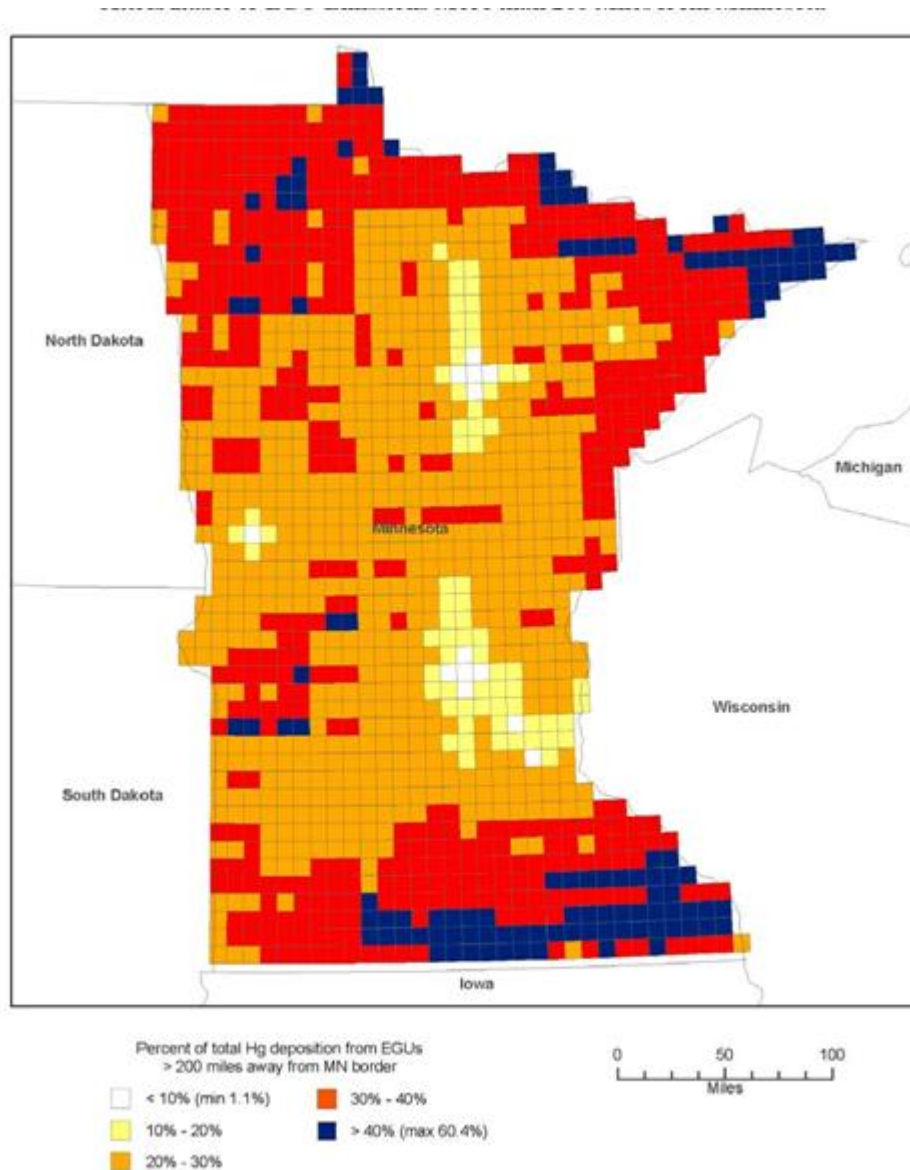 North Dakota
Michigan
Minnesota
Wisconsin
South Dakota
Iowa
Percent of total Hg deposition from EGUs
> 200 miles away from MN border
< 10% (min 1.1%)
30% - 40%
10% - 20%
> 40% (max 60.4%)
20% - 30%
0 50 100
Miles